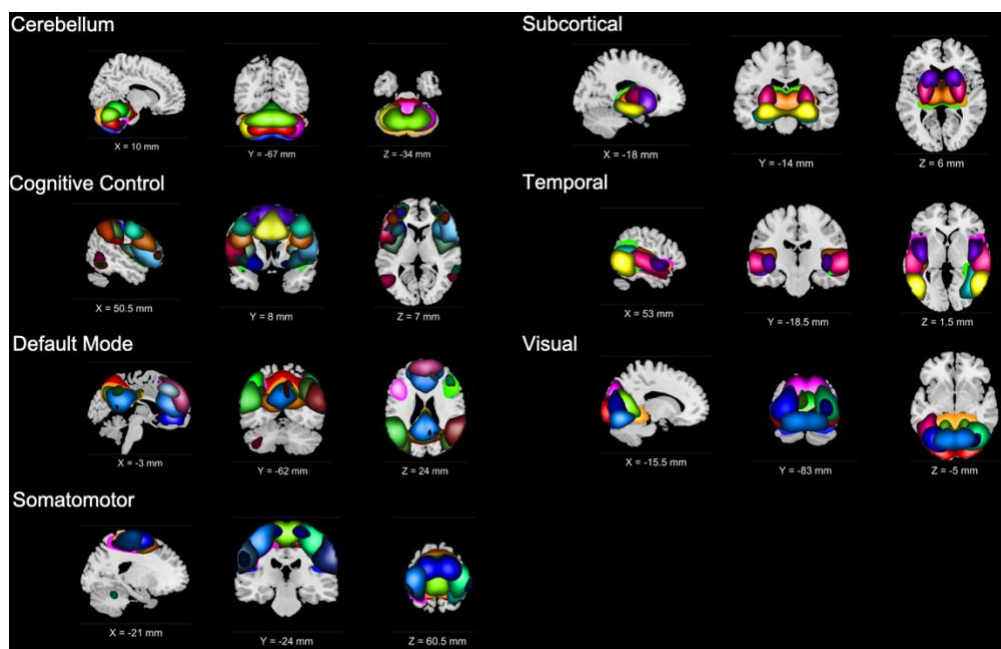 Cerebellum
X = 10 mm
Y = -67 mm
Z = -34 mm
Cognitive Control
X = 50.5 mm
Y = 8 mm
Z = 7 mm
Default Mode
X = -3 mm
Y = -62 mm
Z = 24 mm
Somatomotor
X = -21 mm
Y = -24 mm
Z = 60.5 mm
Subcortical
X = -18 mm
Y = -14 mm
Z = 6 mm
Temporal
X = 53 mm
Y = -18.5 mm
Z = 1.5 mm
Visual
X = -15.5 mm
Y = -83 mm
Z = -5 mm